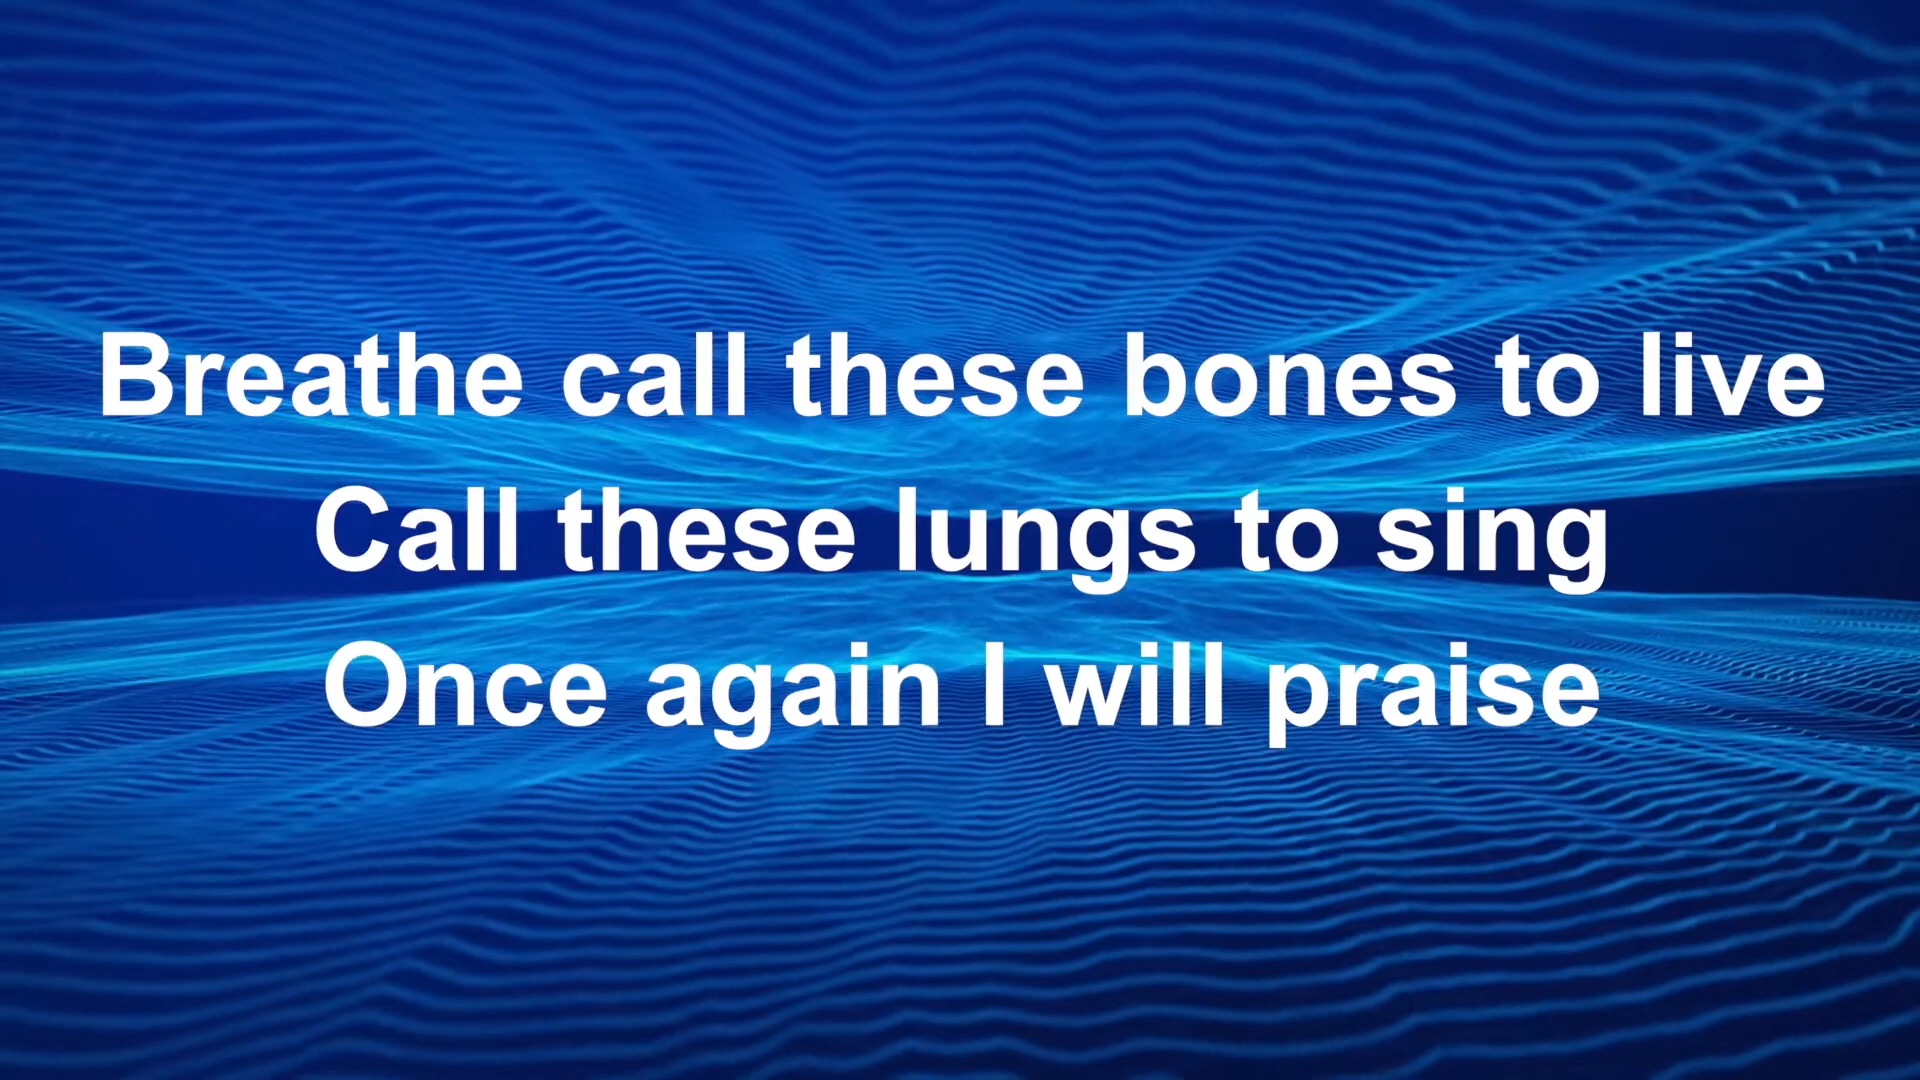 Breathe call these bones to live
Call these lungs to sing
Once again I will praise